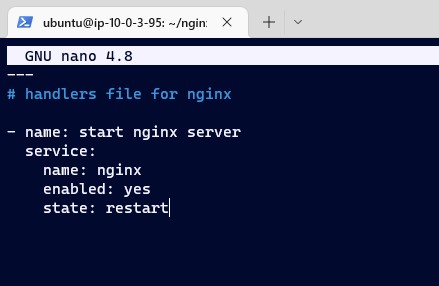 ubuntu@ip-10-0-3-95: ~/ngin
GNU nano 4.8
---
# handlers file for nginx
- name: start nginx server
  service:
    name: nginx
    enabled: yes
    state: restart